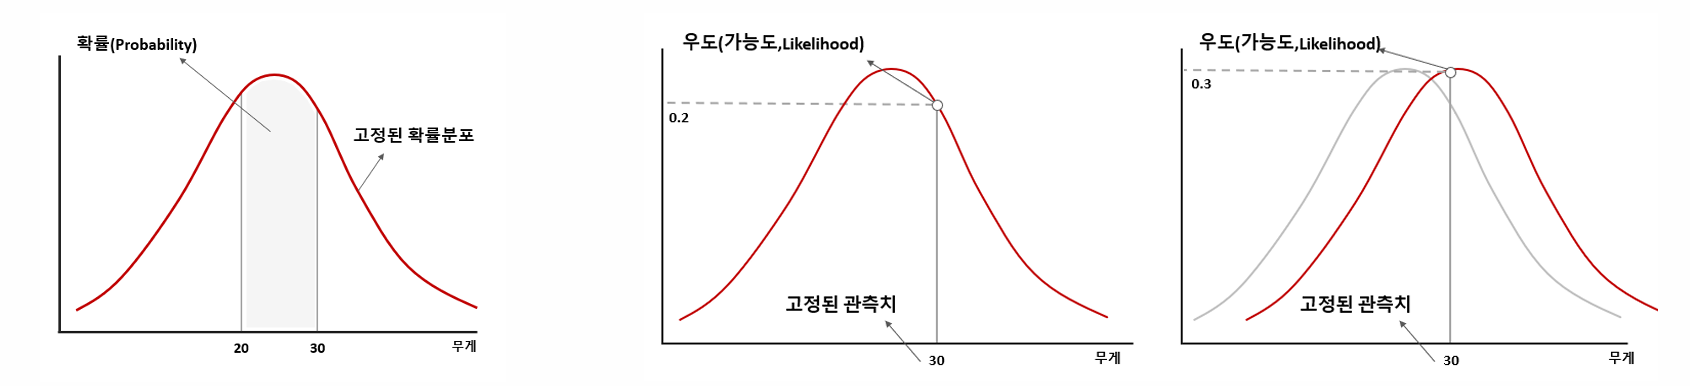 확률(Probability)
고정된 확률분포
20
30
무게
우도(가능도,Likelihood)
0.2
고정된 관측치
30
무게
우도(가능도,Likelihood)
0.3
고정된 관측치
30
무게